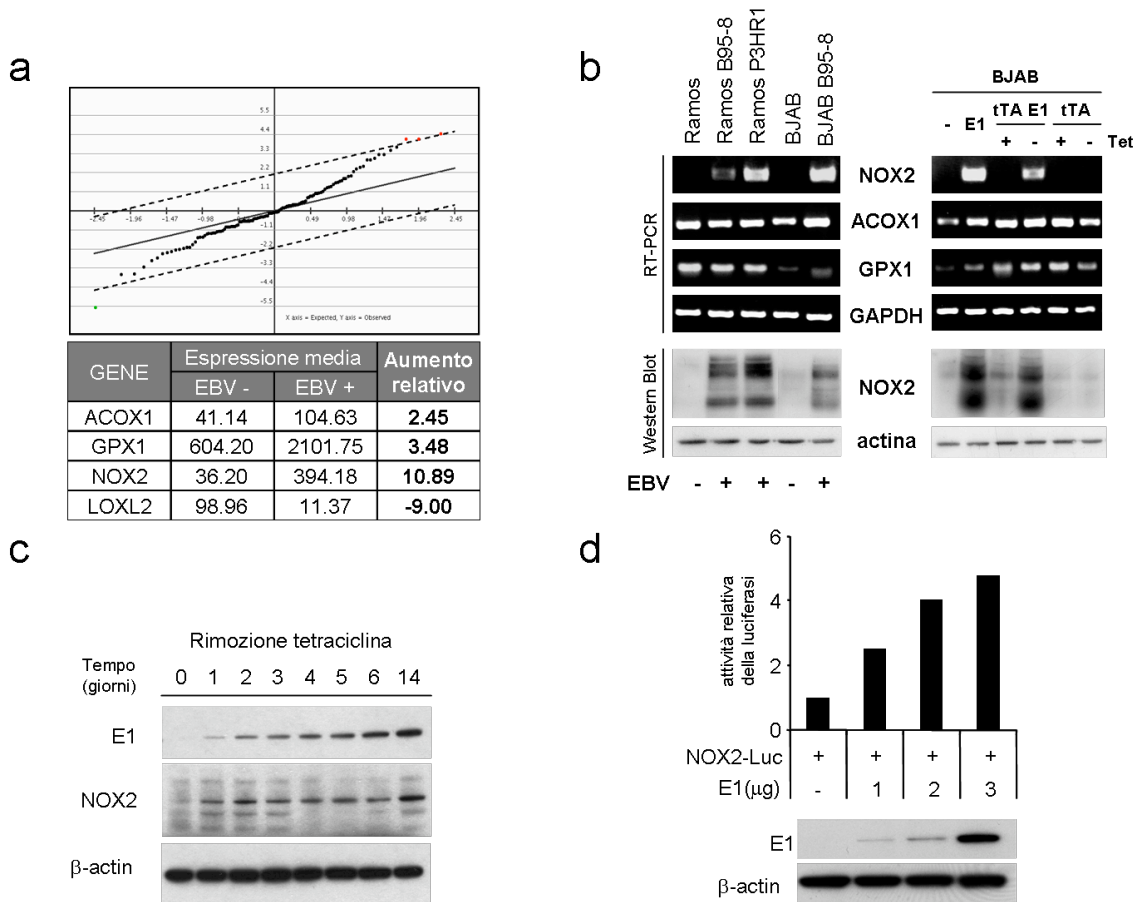 a
5.5
4.4
3.3
2.2
1.1
-2.45 -1.96 -1.47 -0.98 -0.49 0.49 0.98 1.47 1.96 2.45
-1.1
-2.2
-3.3
-4.4
-5.5
X axis = Expected, Y axis = Observed
GENE Espressione media Aumento relativo
EBV - EBV +
ACOX1 41.14 104.63 2.45
GPX1 604.20 2101.75 3.48
NOX2 36.20 394.18 10.89
LOXL2 98.96 11.37 -9.00
b
Ramos
Ramos B95-8
Ramos P3HR1
BJAB
BJAB B95-8
BJAB
- E1 tTA E1 tTA
+ - + - Tet
RT-PCR
NOX2
ACOX1
GPX1
GAPDH
Western Blot
NOX2
actina
EBV - + + - +
c
Rimozione tetraciclina
Tempo
(giorni)
0 1 2 3 4 5 6 14
E1
NOX2
β-actin
d
attività relativa
della luciferasi
6
4
2
0
NOX2-Luc + + + +
E1(μg) - 1 2 3
E1
β-actin